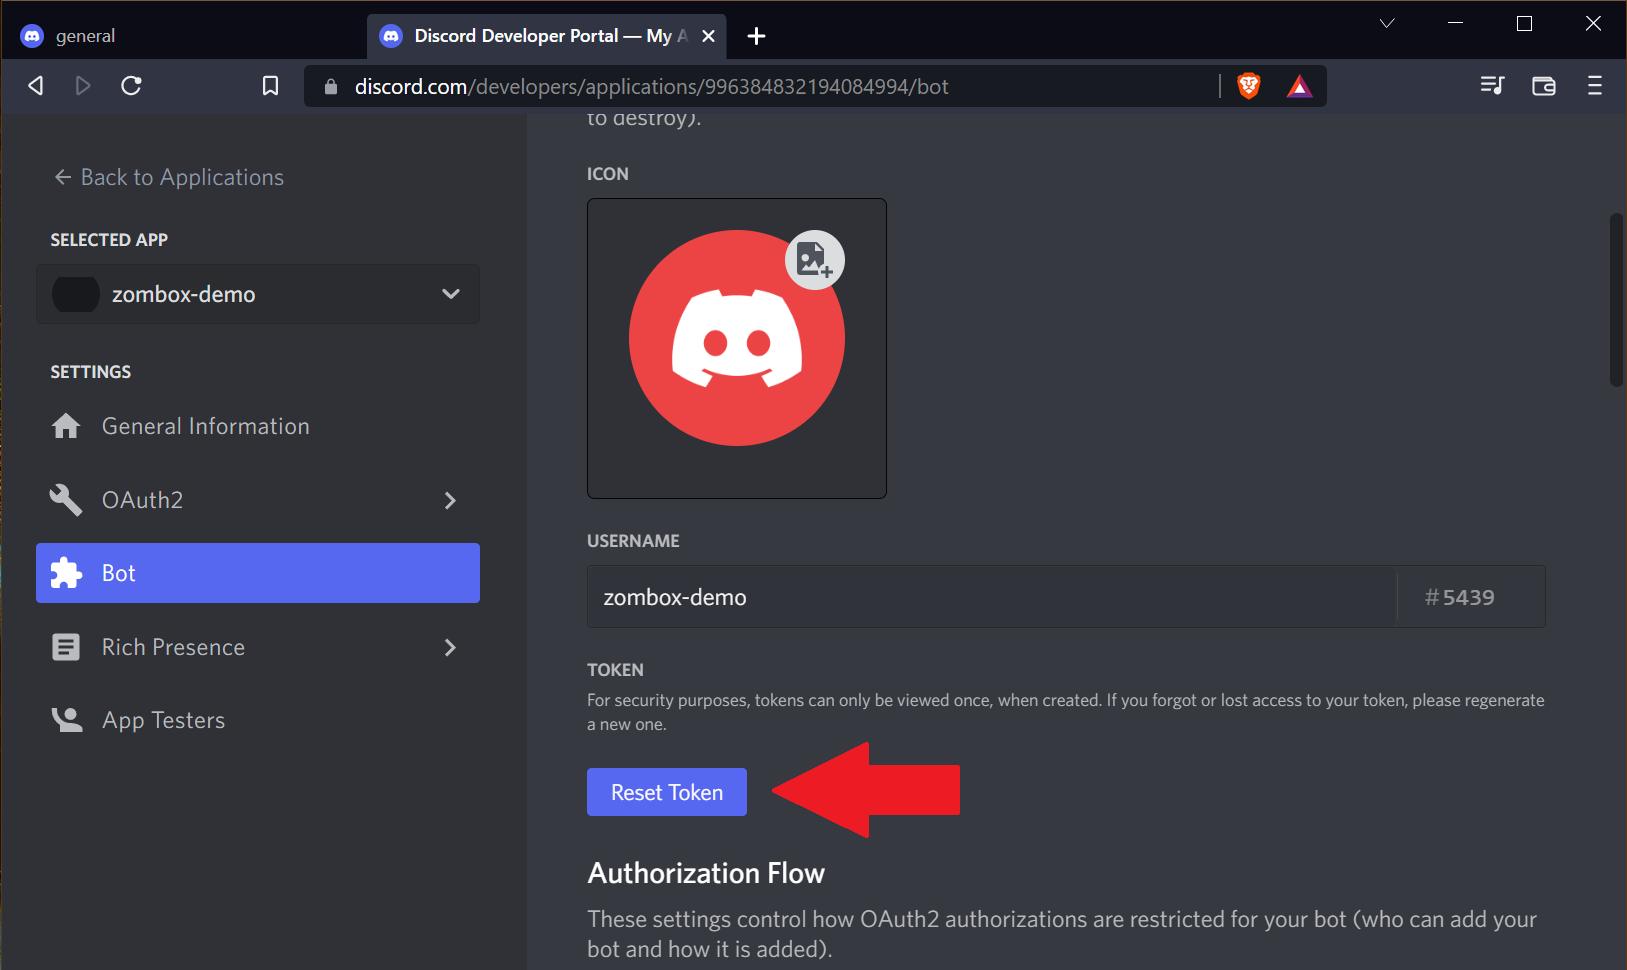 general
Discord Developer Portal — My A
discord.com/developers/applications/996384832194084994/bot
to destroy).
← Back to Applications
SELECTED APP
zombox-demo
SETTINGS
General Information
OAuth2
Bot
Rich Presence
App Testers
ICON
USERNAME
zombox-demo
#5439
TOKEN
For security purposes, tokens can only be viewed once, when created. If you forgot or lost access to your token, please regenerate
a new one.
Reset Token
Authorization Flow
These settings control how OAuth2 authorizations are restricted for your bot (who can add your
bot and how it is added).